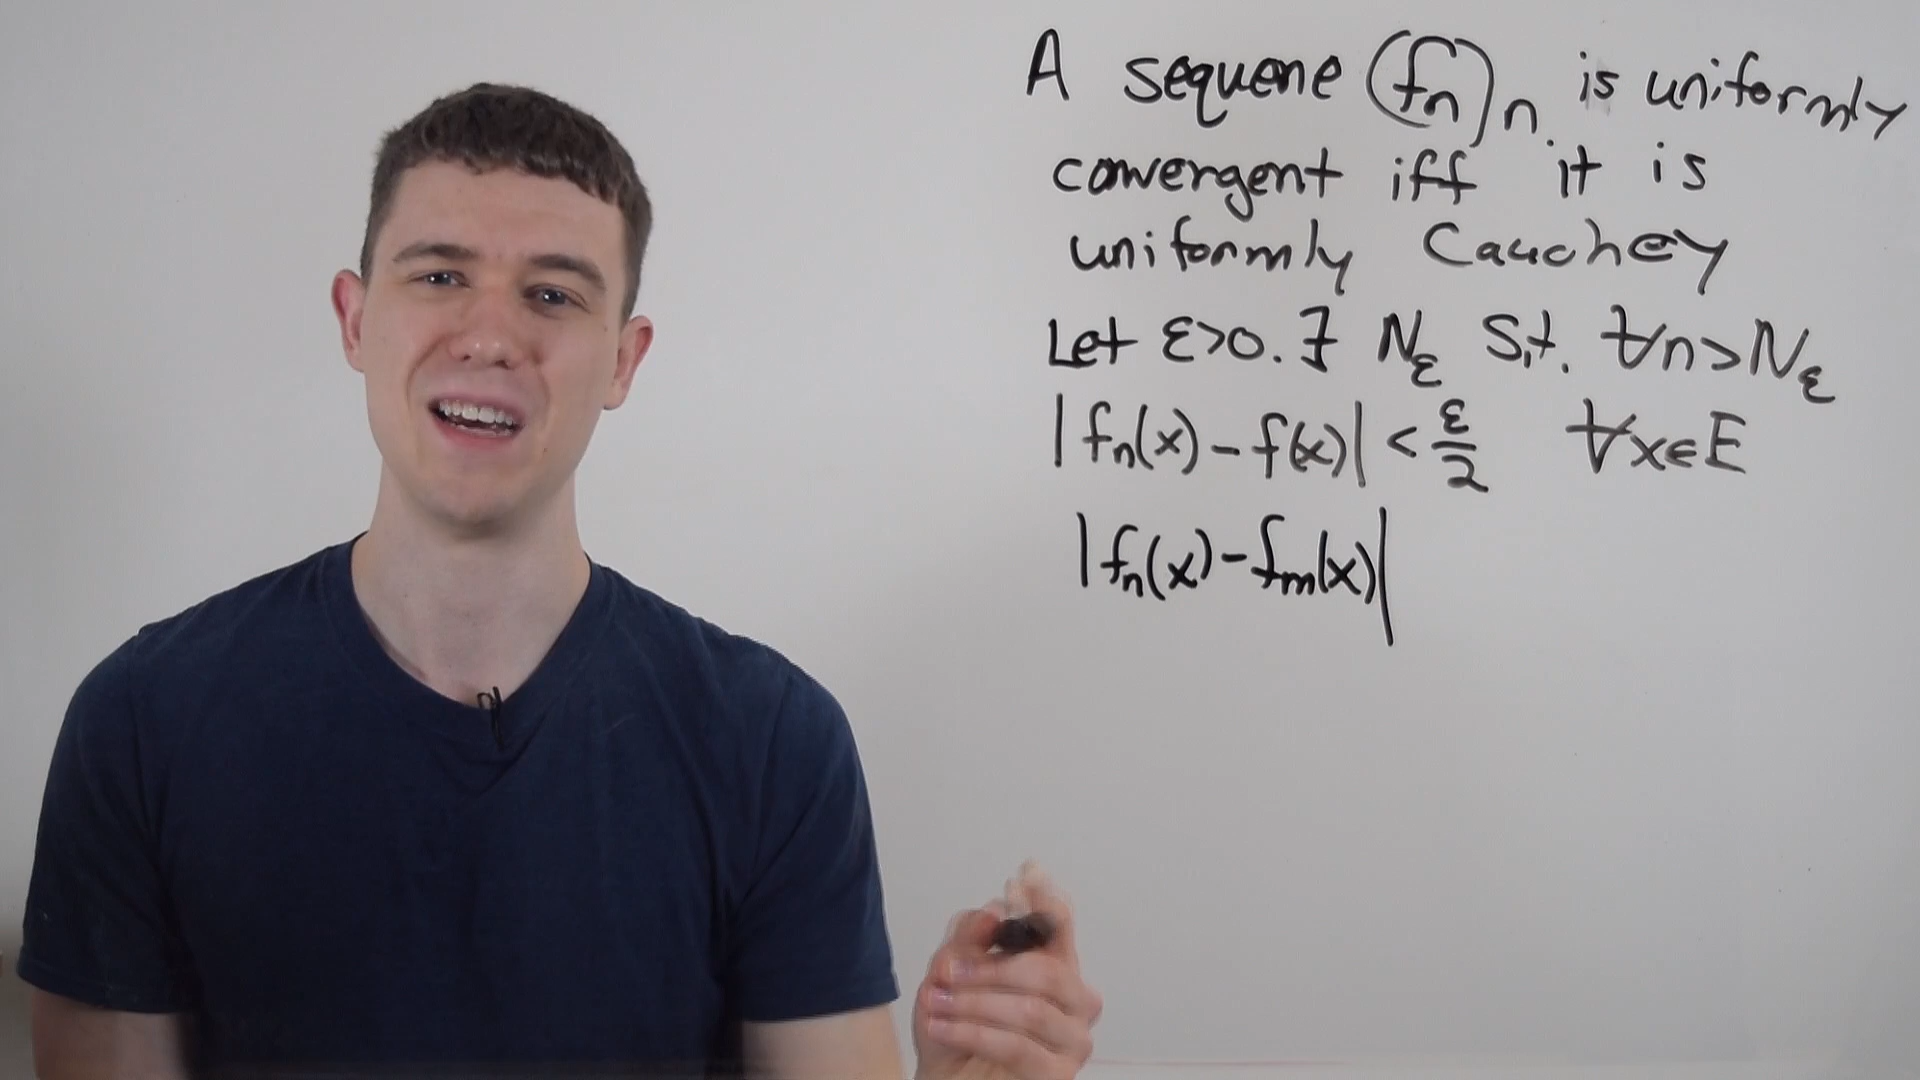 A sequene (fn)n is uniformly
convergent iff it is
uniformly Cauchey
Let ε>0. ∃ Nε s.t. ∀n>Nε
|fn(x)-f(x)| < ε/2 ∀x∈E
|fn(x)-fm(x)|